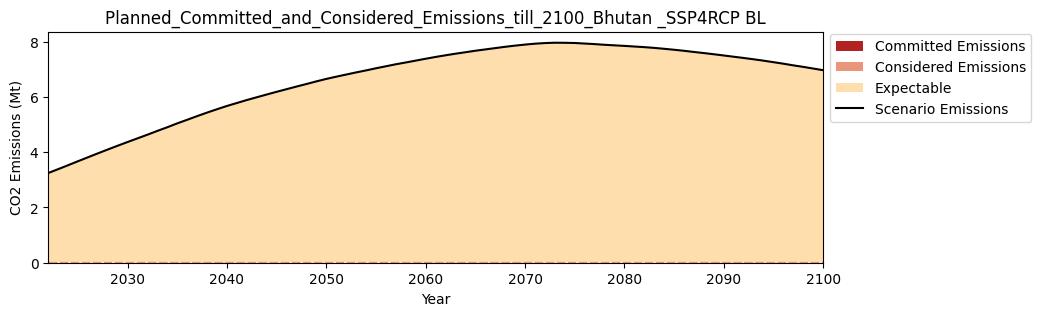 Planned_Committed_and_Considered_Emissions_till_2100_Bhutan _SSP4RCP BL
8
6
4
2
0
CO2 Emissions (Mt)
2030 2040 2050 2060 2070 2080 2090 2100
Year
Committed Emissions
Considered Emissions
Expectable
Scenario Emissions